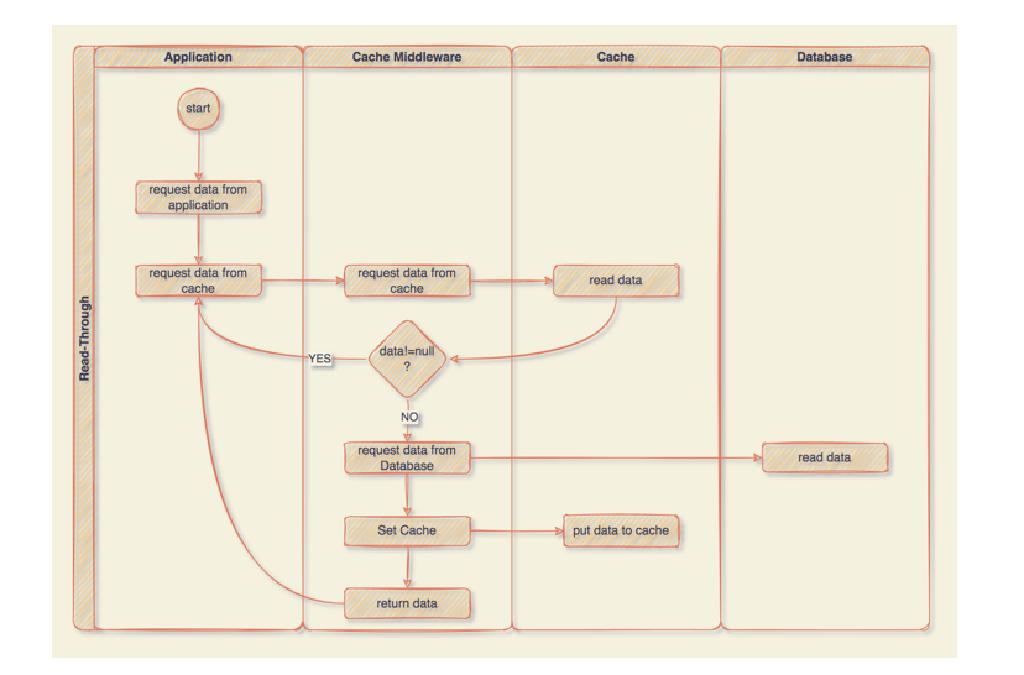 Application
Cache Middleware
Cache
Database
Read-Through
start
request data from
application
request data from
cache
request data from
cache
read data
data!=null
?
YES
NO
request data from
Database
read data
Set Cache
put data to cache
return data